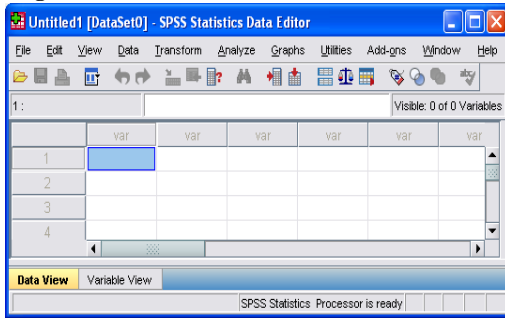 Untitled1 [DataSet0] - SPSS Statistics Data Editor
File Edit View Data Transform Analyze Graphs Utilities Add-ons Window Help
1 : Visible: 0 of 0 Variables
var var var var var var
1
2
3
4
Data View Variable View
SPSS Statistics Processor is ready